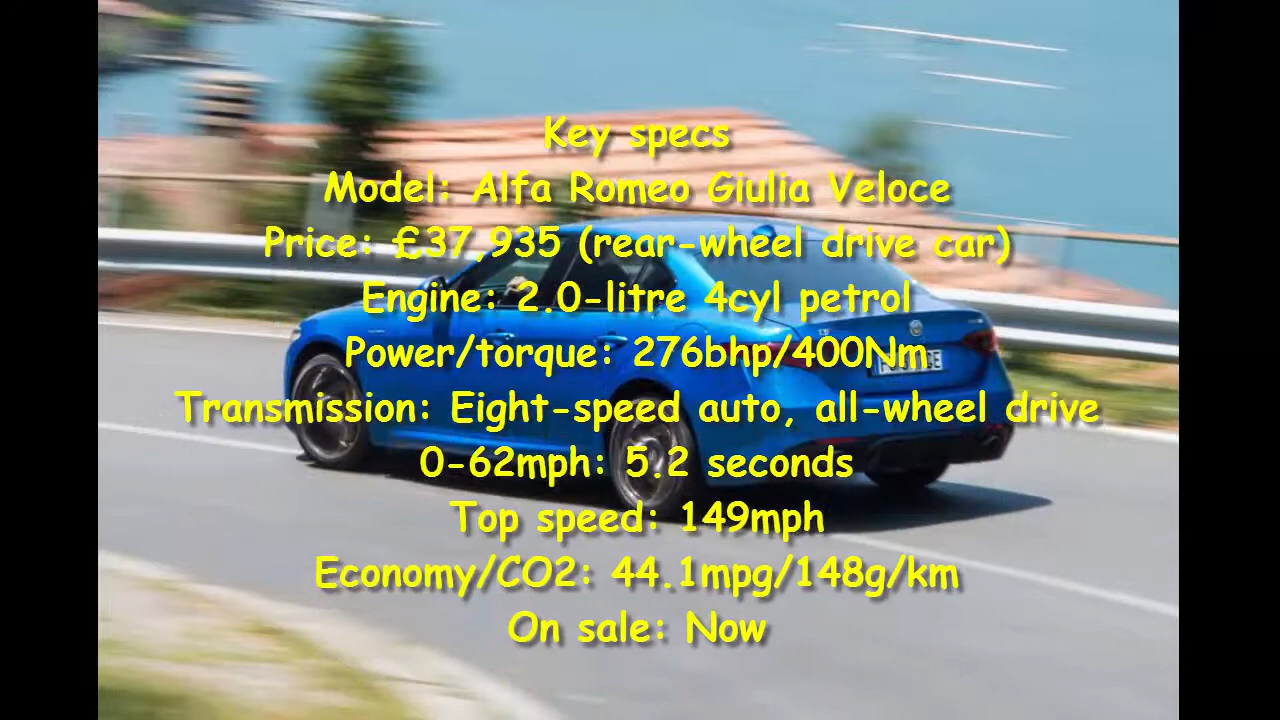 Key specs
Model: Alfa Romeo Giulia Veloce
Price: £37,935 (rear-wheel drive car)
Engine: 2.0-litre 4cyl petrol
Power/torque: 276bhp/400Nm
Transmission: Eight-speed auto, all-wheel drive
0-62mph: 5.2 seconds
Top speed: 149mph
Economy/CO2: 44.1mpg/148g/km
On sale: Now